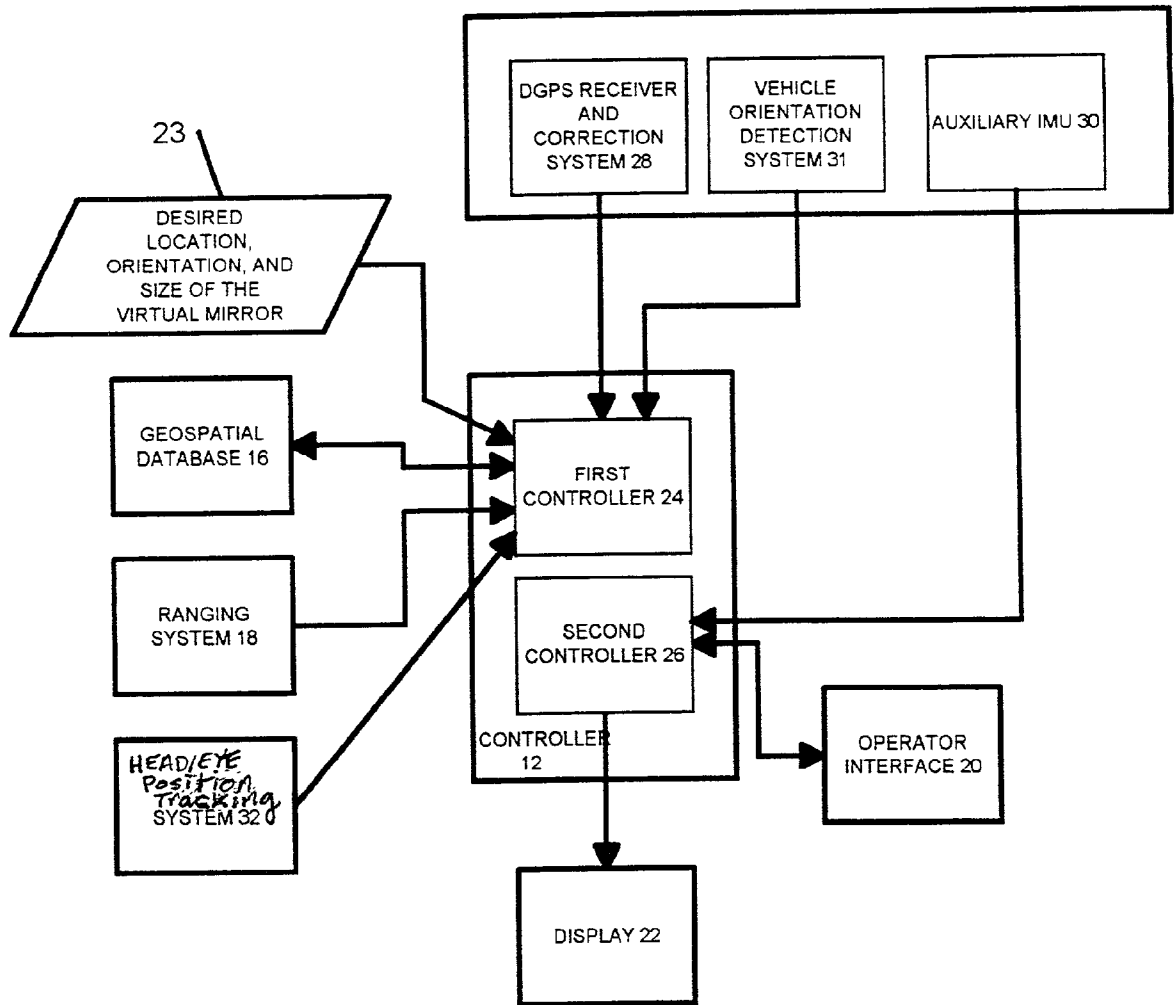 DGPS RECEIVER
AND
CORRECTION
SYSTEM 28
VEHICLE
ORIENTATION
DETECTION
SYSTEM 31
AUXILIARY IMU 30
23
DESIRED
LOCATION,
ORIENTATION, AND
SIZE OF THE
VIRTUAL MIRROR
GEOSPATIAL
DATABASE 16
FIRST
CONTROLLER 24
RANGING
SYSTEM 18
SECOND
CONTROLLER 26
HEAD/EYE
Position
Tracking
SYSTEM 32
CONTROLLER
12
OPERATOR
INTERFACE 20
DISPLAY 22